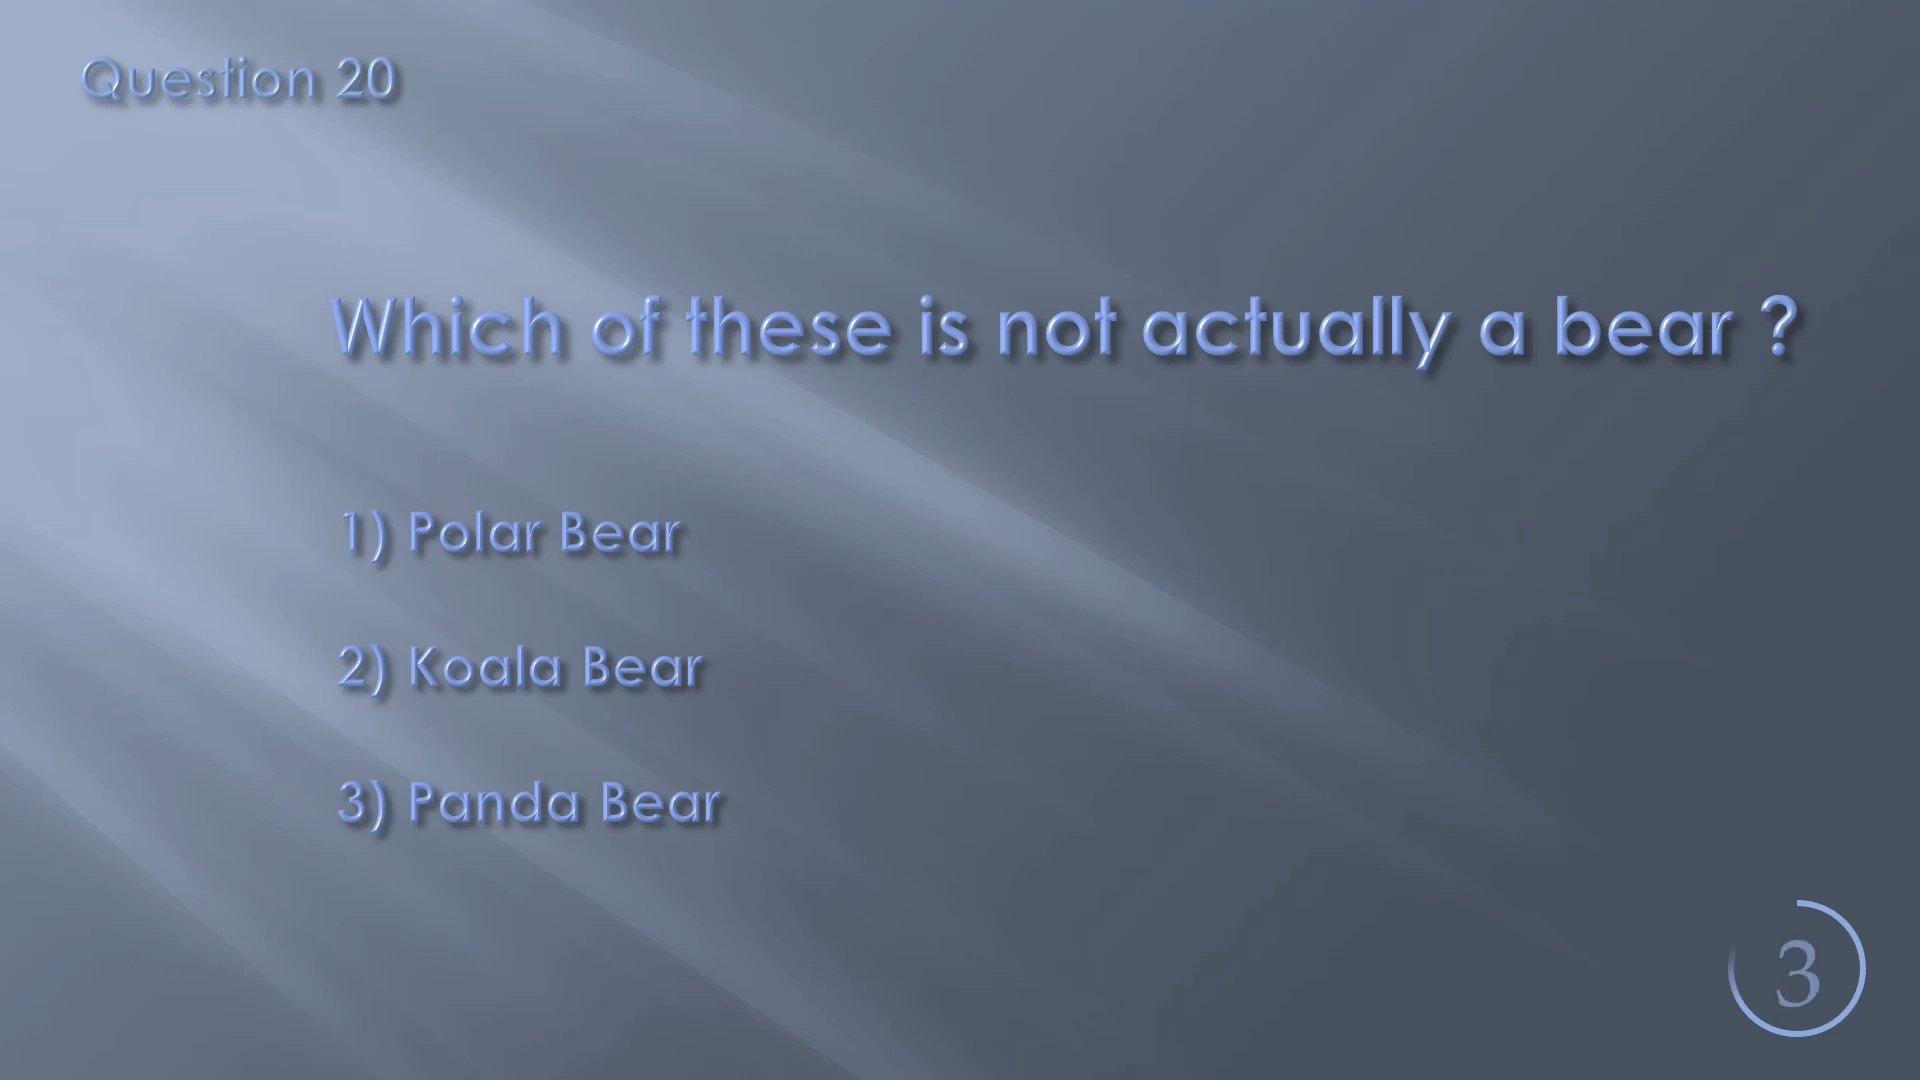 Question 20
Which of these is not actually a bear ?
1) Polar Bear
2) Koala Bear
3) Panda Bear
3